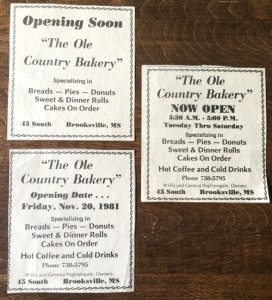 Opening Soon
"The Ole
Country Bakery"
Specializing in
Breads — Pies — Donuts
Sweet & Dinner Rolls
Cakes On Order
45 South Brooksville, MS
"The Ole
Country Bakery"
Opening Date . . .
Friday, Nov. 20, 1981
Specializing In
Breads — Pies — Donuts
Sweet & Dinner Rolls
Cakes On Order
Hot Coffee and Cold Drinks
Phone 738-5795
Willis and Geneva Nightengale, Owners
45 South Brooksville, MS
"The Ole
Country Bakery"
NOW OPEN
5:30 A.M. - 5:00 P.M.
Tuesday Thru Saturday
Specializing In
Breads — Pies — Donuts
Sweet & Dinner Rolls
Cakes On Order
Hot Coffee and Cold Drinks
Phone 738-5795
Willis and Geneva Nightengale, Owners
45 South Brooksville, MS